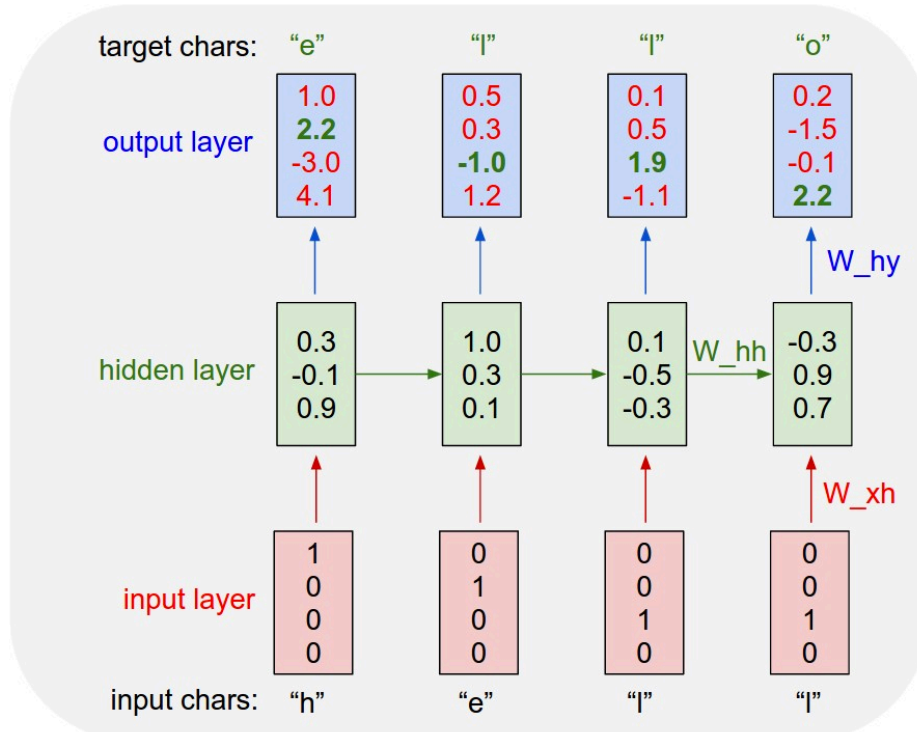 target chars: “e” “l” “l” “o”
output layer
1.0 0.5 0.1 0.2
2.2 0.3 0.5 -1.5
-3.0 -1.0 1.9 -0.1
4.1 1.2 -1.1 2.2
W_hy
hidden layer
0.3 1.0 0.1 -0.3
-0.1 0.3 -0.5 0.9
0.9 0.1 -0.3 0.7
W_hh
W_xh
input layer
1 0 0 0
0 1 0 0
0 0 1 1
0 0 0 0
input chars: “h” “e” “l” “l”